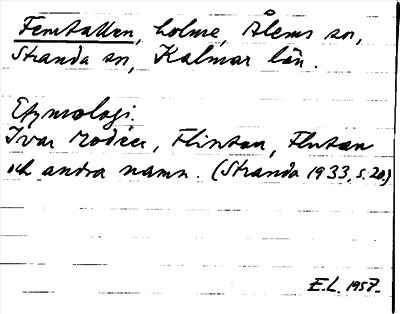 Femtallen, holme, Ålems sn,
Stranda sn, Kalmar län.
Etymologi.
Ivar Modéer, Flintan, Flutan
och andra namn. (Stranda 1933, s. 20)
E.L. 1957.